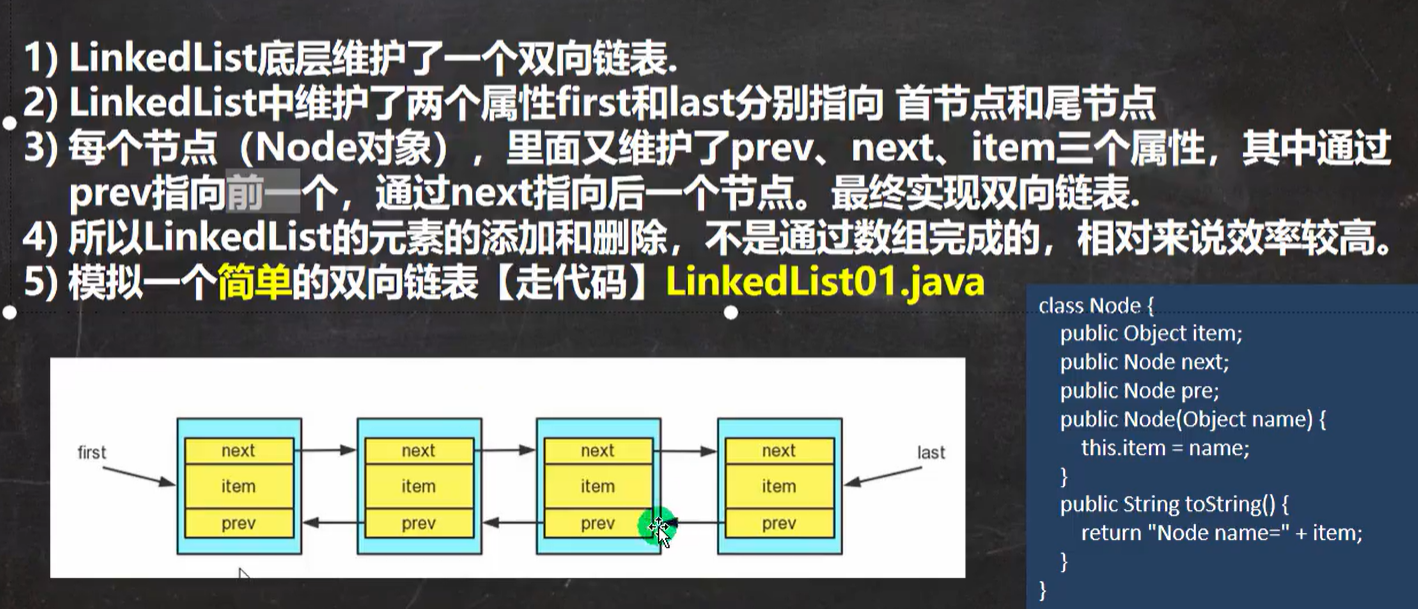 1) LinkedList底层维护了一个双向链表.
2) LinkedList中维护了两个属性first和last分别指向 首节点和尾节点
3) 每个节点（Node对象），里面又维护了prev、next、item三个属性，其中通过
prev指向前一个，通过next指向后一个节点。最终实现双向链表.
4) 所以LinkedList的元素的添加和删除，不是通过数组完成的，相对来说效率较高。
5) 模拟一个简单的双向链表【走代码】LinkedList01.java
first
next
item
prev
next
item
prev
next
item
prev
next
item
prev
last
class Node {
public Object item;
public Node next;
public Node pre;
public Node(Object name) {
this.item = name;
}
public String toString() {
return "Node name=" + item;
}
}